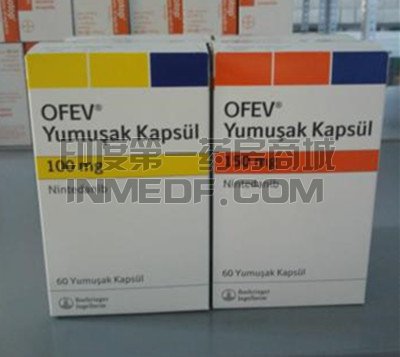 OFEV®
Yumuşak Kapsül
100 mg
Nintedanib
60 Yumuşak Kapsül
Boehringer
Ingelheim
OFEV®
Yumuşak Kapsül
150 mg
Nintedanib
60 Yumuşak Kapsül
Boehringer
Ingelheim
印度第一药房商城
INMEDF.COM